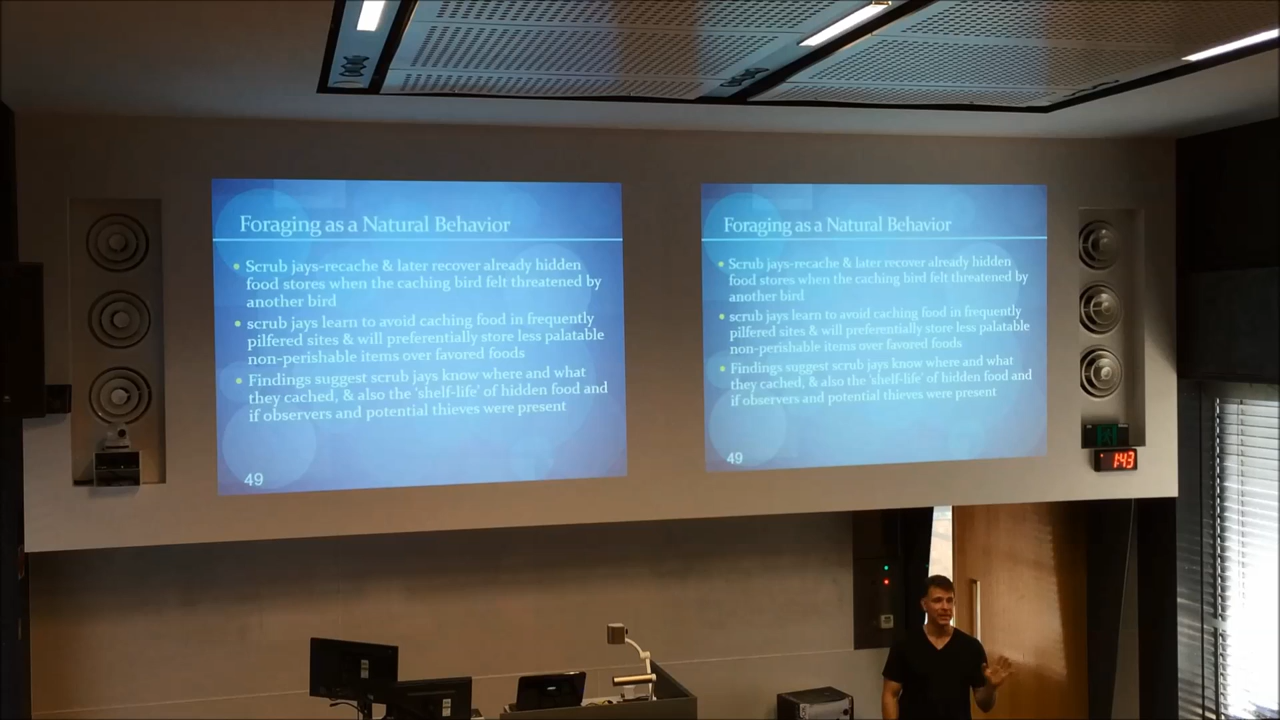 Foraging as a Natural Behavior
Scrub jays-recache & later recover already hidden
food stores when the caching bird felt threatened by
another bird
scrub jays learn to avoid caching food in frequently
pilfered sites & will preferentially store less palatable
non-perishable items over favored foods
Findings suggest scrub jays know where and what
they cached, & also the 'shelf-life' of hidden food and
if observers and potential thieves were present
49
Foraging as a Natural Behavior
Scrub jays-recache & later recover already hidden
food stores when the caching bird felt threatened by
another bird
scrub jays learn to avoid caching food in frequently
pilfered sites & will preferentially store less palatable
non-perishable items over favored foods
Findings suggest scrub jays know where and what
they cached, & also the 'shelf-life' of hidden food and
if observers and potential thieves were present
49
1:43